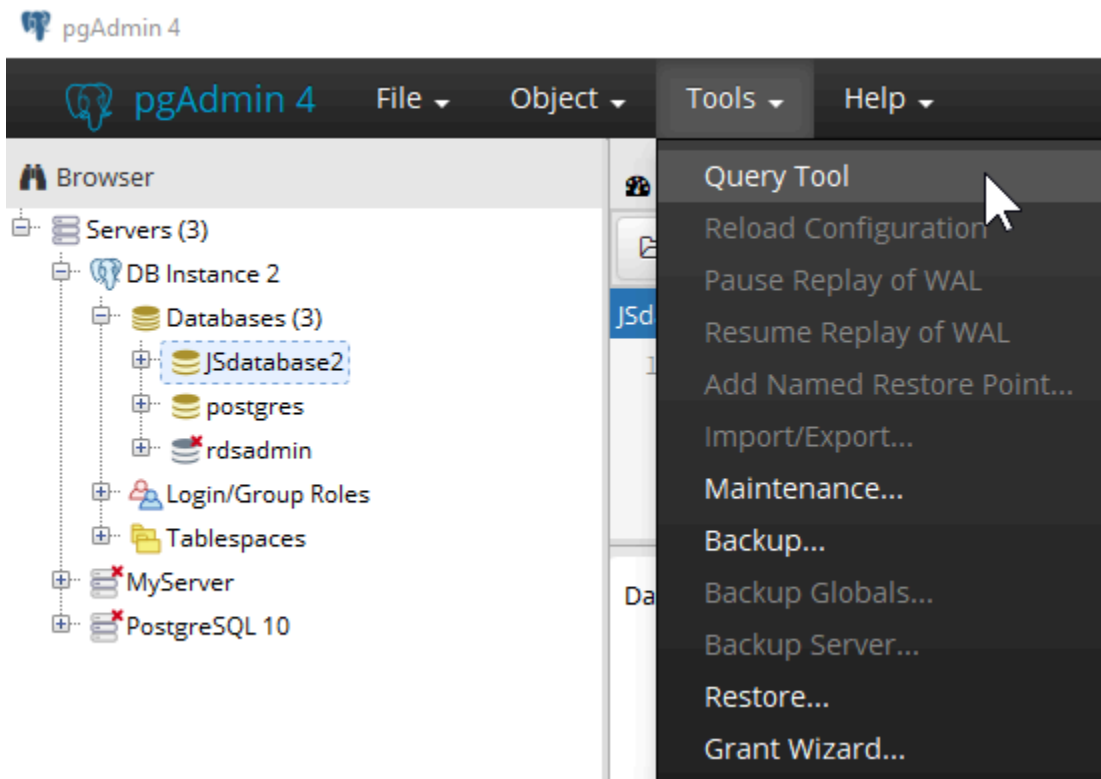 pgAdmin 4
pgAdmin 4 File Object Tools Help
Browser
Servers (3)
DB Instance 2
Databases (3)
JSdatabase2
postgres
rdsadmin
Login/Group Roles
Tablespaces
MyServer
PostgreSQL 10
JSd
1
Da
Query Tool
Reload Configuration
Pause Replay of WAL
Resume Replay of WAL
Add Named Restore Point...
Import/Export...
Maintenance...
Backup...
Backup Globals...
Backup Server...
Restore...
Grant Wizard...